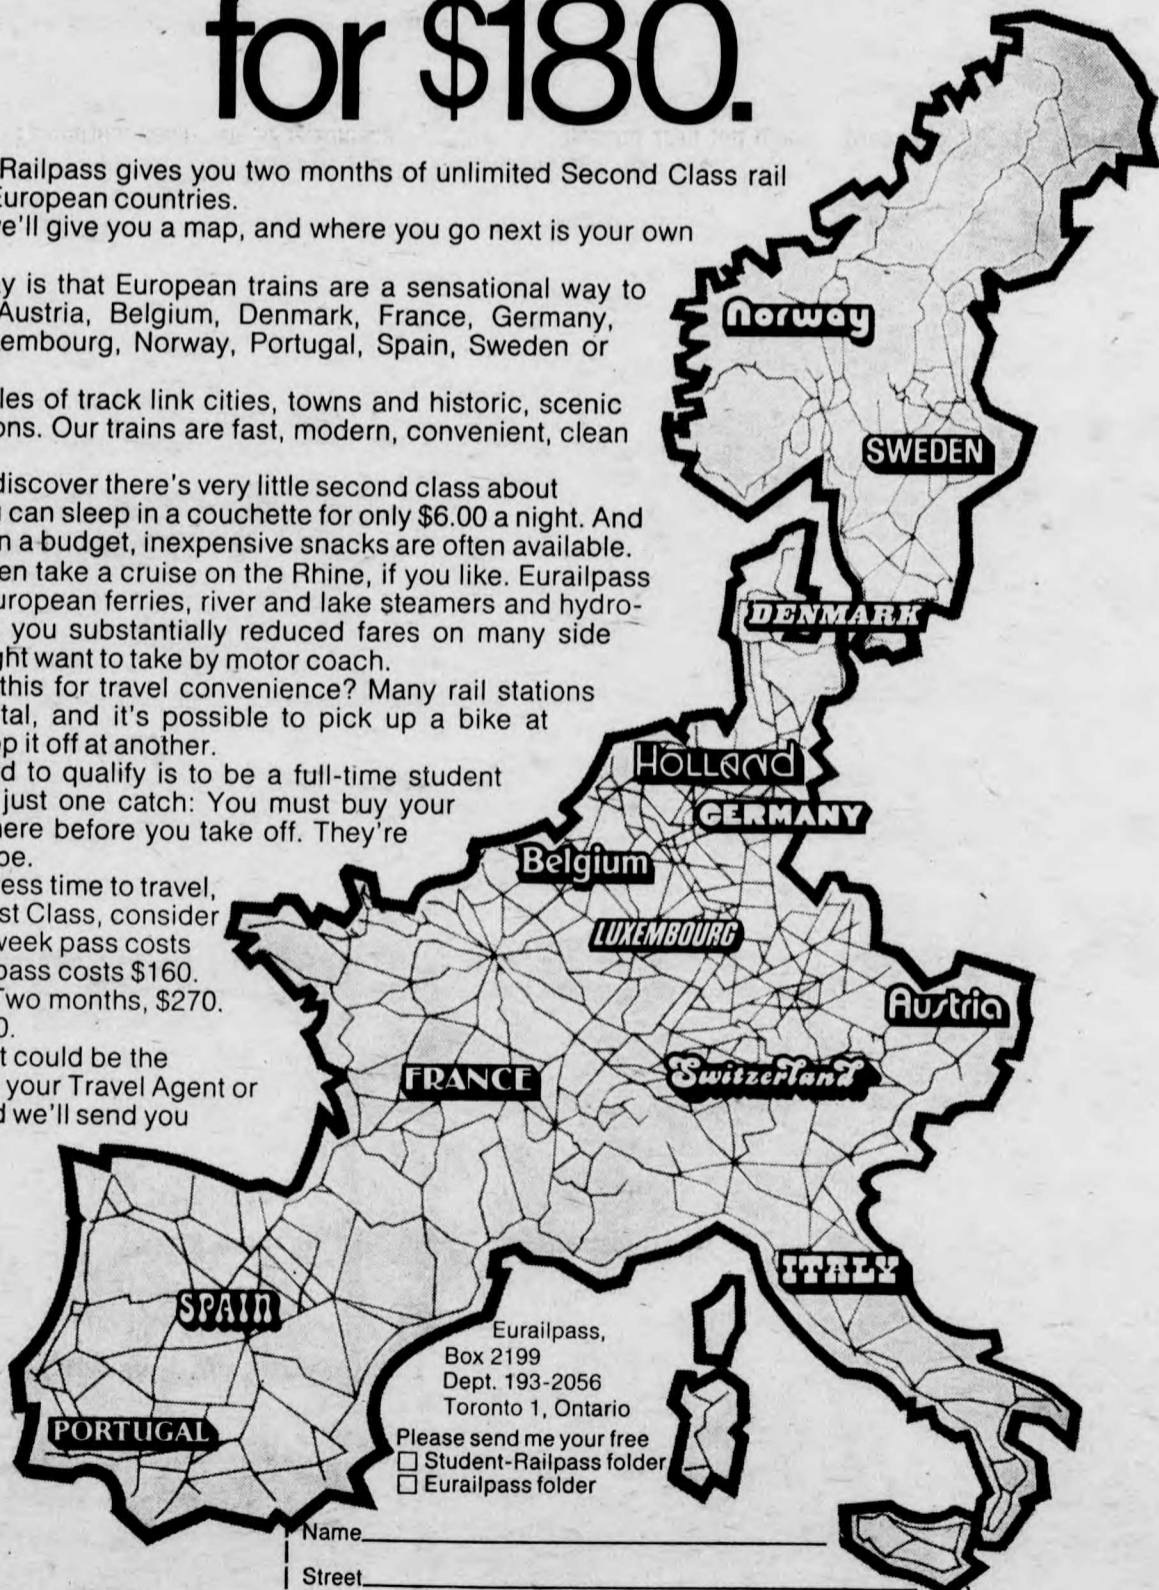 for $180.
Railpass gives you two months of unlimited Second Class rail
European countries.
e'll give you a map, and where you go next is your own
y is that European trains are a sensational way to
Austria, Belgium, Denmark, France, Germany,
embourg, Norway, Portugal, Spain, Sweden or
les of track link cities, towns and historic, scenic
ons. Our trains are fast, modern, convenient, clean
discover there's very little second class about
can sleep in a couchette for only $6.00 a night. And
n a budget, inexpensive snacks are often available.
en take a cruise on the Rhine, if you like. Eurailpass
uropean ferries, river and lake steamers and hydro-
you substantially reduced fares on many side
ght want to take by motor coach.
this for travel convenience? Many rail stations
tal, and it's possible to pick up a bike at
p it off at another.
d to qualify is to be a full-time student
just one catch: You must buy your
here before you take off. They're
pe.
ess time to travel,
st Class, consider
week pass costs
pass costs $160.
Two months, $270.
0.
t could be the
your Travel Agent or
d we'll send you
Norway
SWEDEN
DENMARK
HOLLAND
GERMANY
Belgium
LUXEMBOURG
Austria
FRANCE
Switzerland
ITALY
SPAIN
PORTUGAL
Eurailpass,
Box 2199
Dept. 193-2056
Toronto 1, Ontario
Please send me your free
☐ Student-Railpass folder
☐ Eurailpass folder
Name
Street